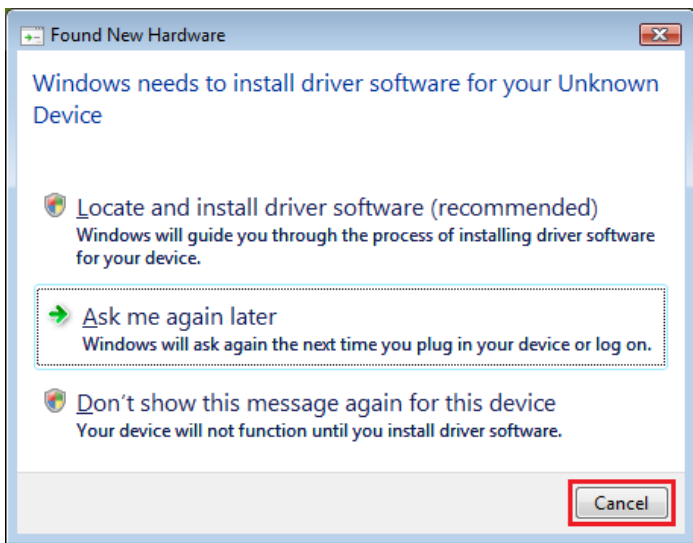 Found New Hardware
Windows needs to install driver software for your Unknown
Device
Locate and install driver software (recommended)
Windows will guide you through the process of installing driver software
for your device.
Ask me again later
Windows will ask again the next time you plug in your device or log on.
Don't show this message again for this device
Your device will not function until you install driver software.
Cancel